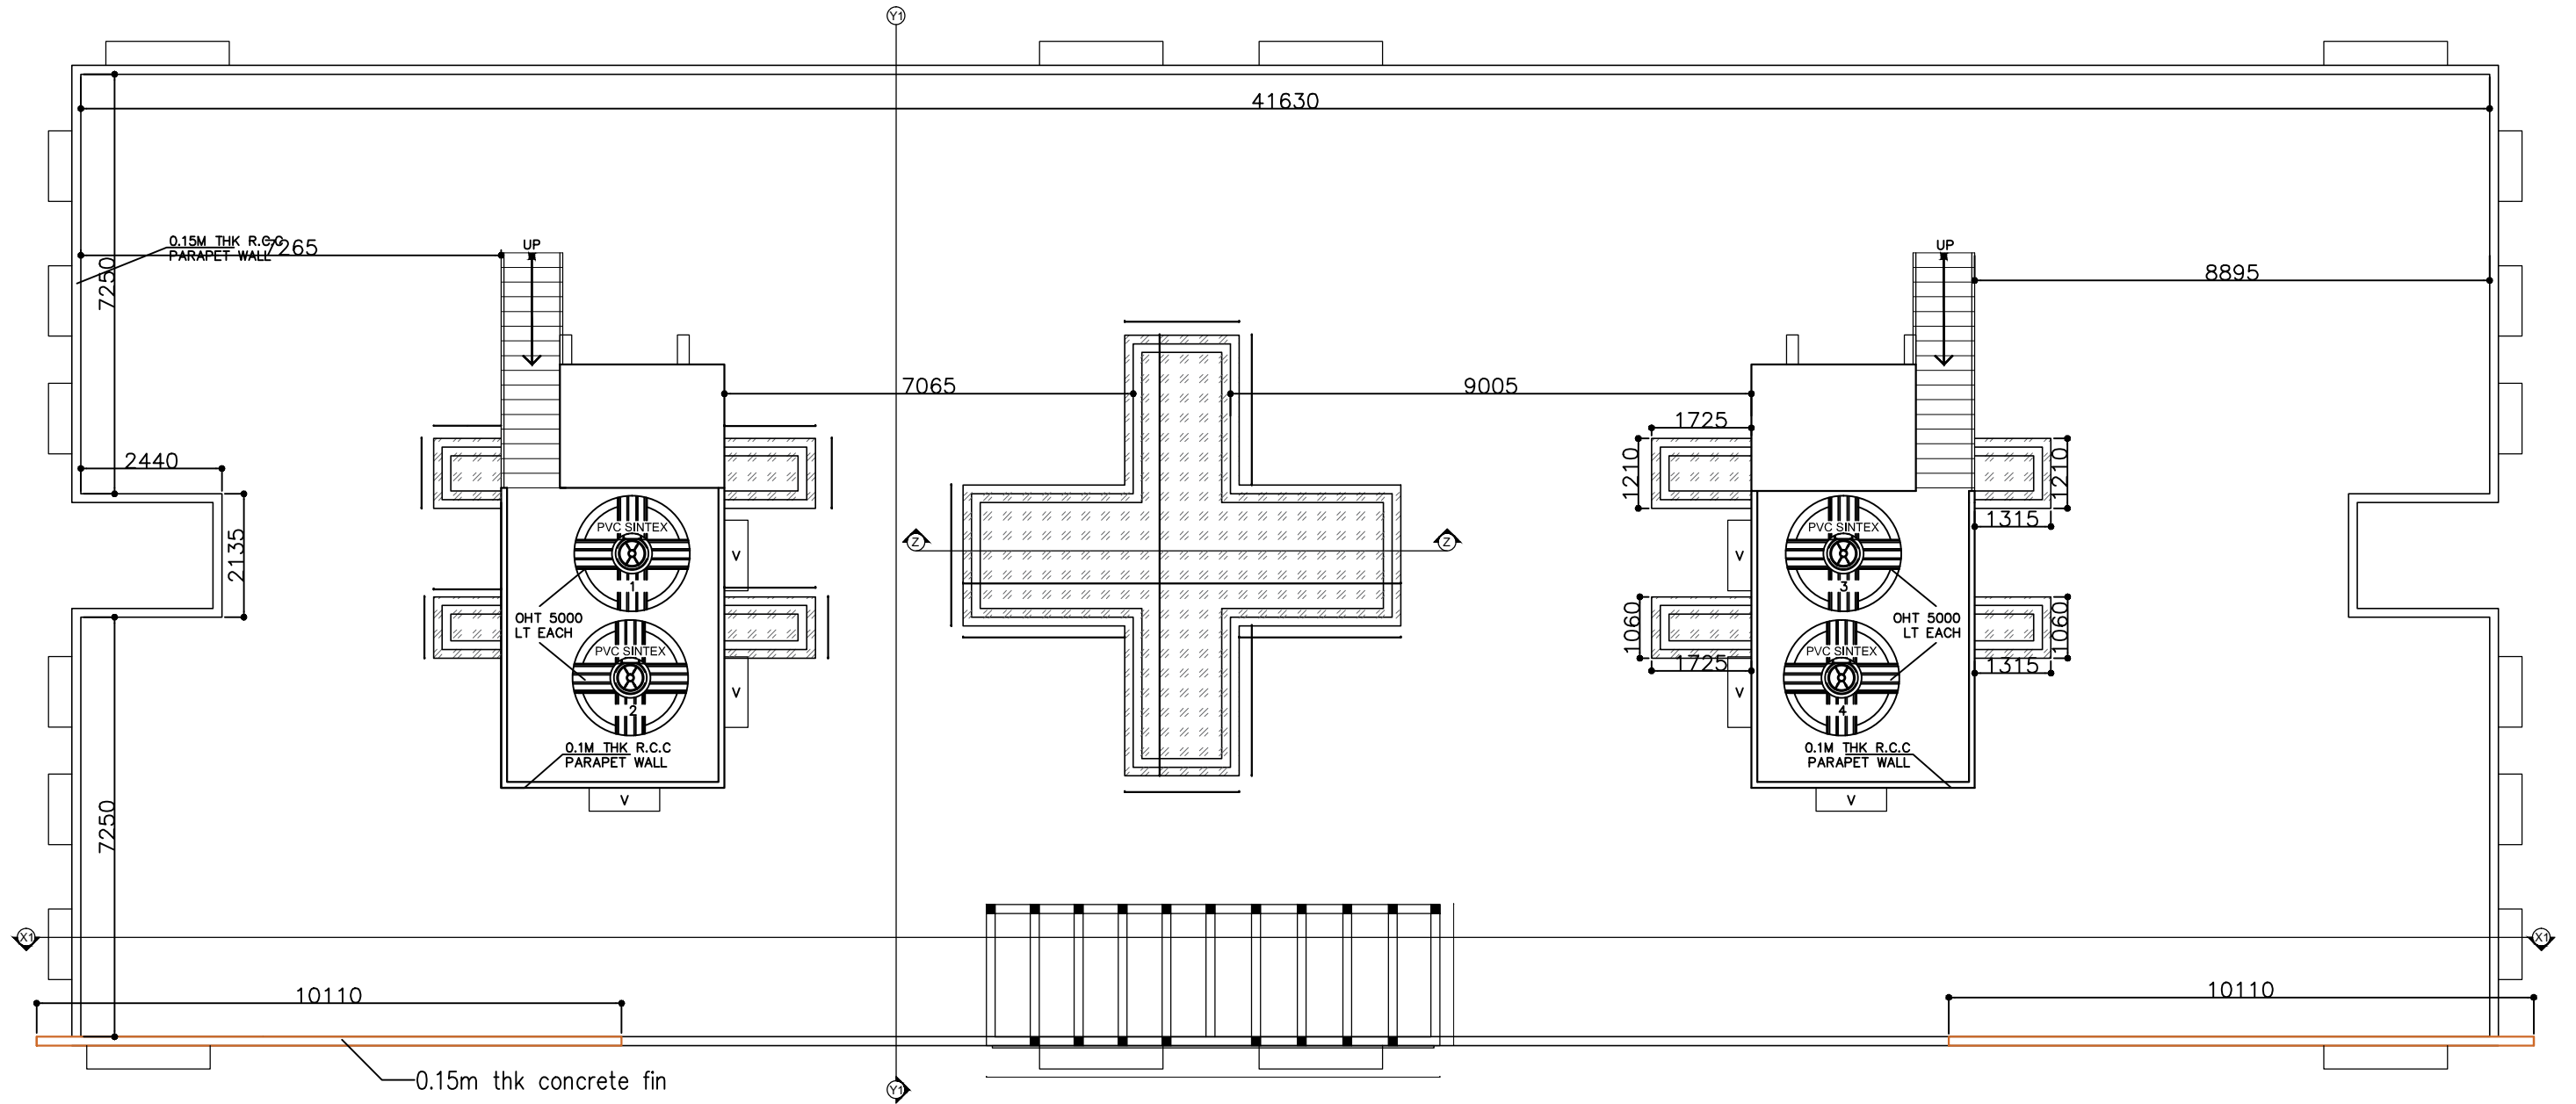 Y1
41630
0.15M THK R.C.C
PARAPET WALL
7265
7250
UP
UP
8895
7065
9005
1725
2440
1210
1210
2135
Z
Z
PVC SINTEX
1
V
PVC SINTEX
3
V
1315
OHT 5000
LT EACH
OHT 5000
LT EACH
1060
1060
PVC SINTEX
2
V
PVC SINTEX
4
V
1725
1315
0.1M THK R.C.C
PARAPET WALL
0.1M THK R.C.C
PARAPET WALL
V
V
7250
X1
X1
10110
10110
0.15m thk concrete fin
Y1